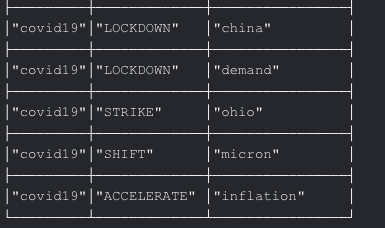 "covid19" "LOCKDOWN" "china"
"covid19" "LOCKDOWN" "demand"
"covid19" "STRIKE" "ohio"
"covid19" "SHIFT" "micron"
"covid19" "ACCELERATE" "inflation"